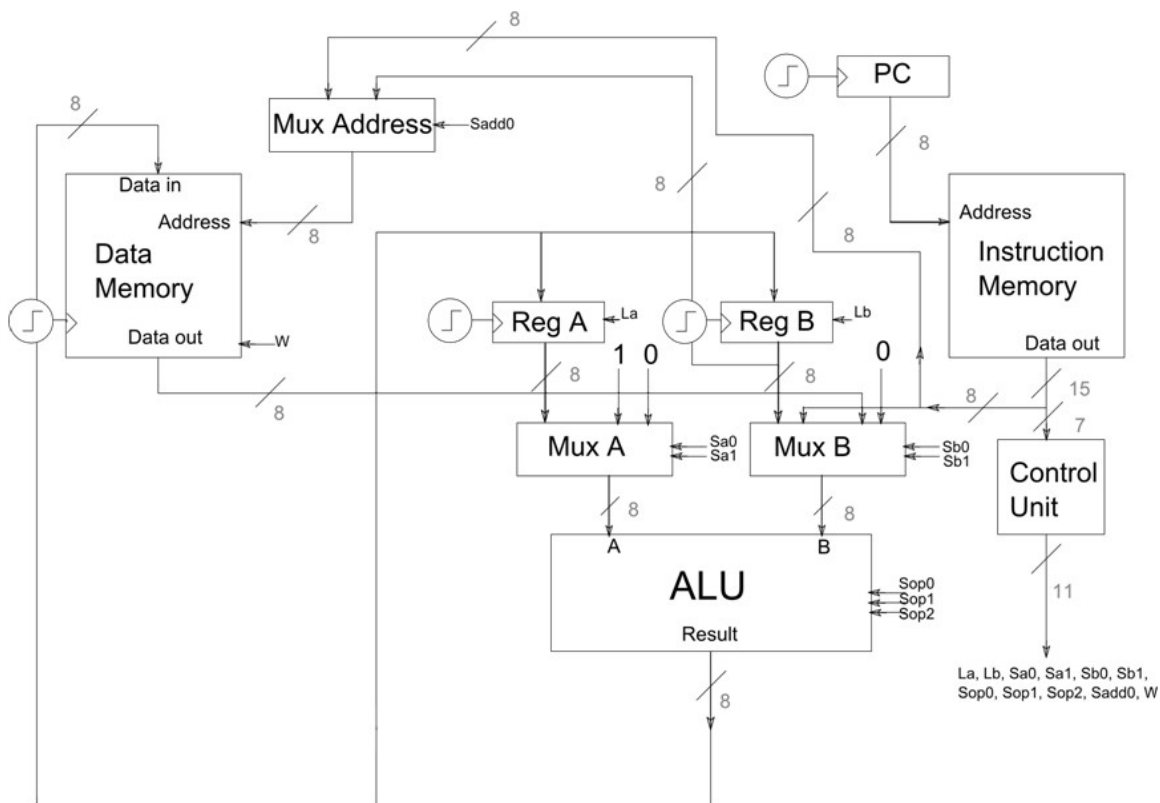 8
PC
8
Mux Address
Sadd0
8
8
Data in
Address
8
Data
Memory
Data out
W
8
8
Address
Instruction
Memory
Data out
15
Reg A
La
Reg B
Lb
1 0
0
8
8
8
8
7
Mux A
Sa0
Sa1
Mux B
Sb0
Sb1
Control
Unit
8
8
A
B
ALU
Sop0
Sop1
Sop2
Result
11
8
La, Lb, Sa0, Sa1, Sb0, Sb1,
Sop0, Sop1, Sop2, Sadd0, W